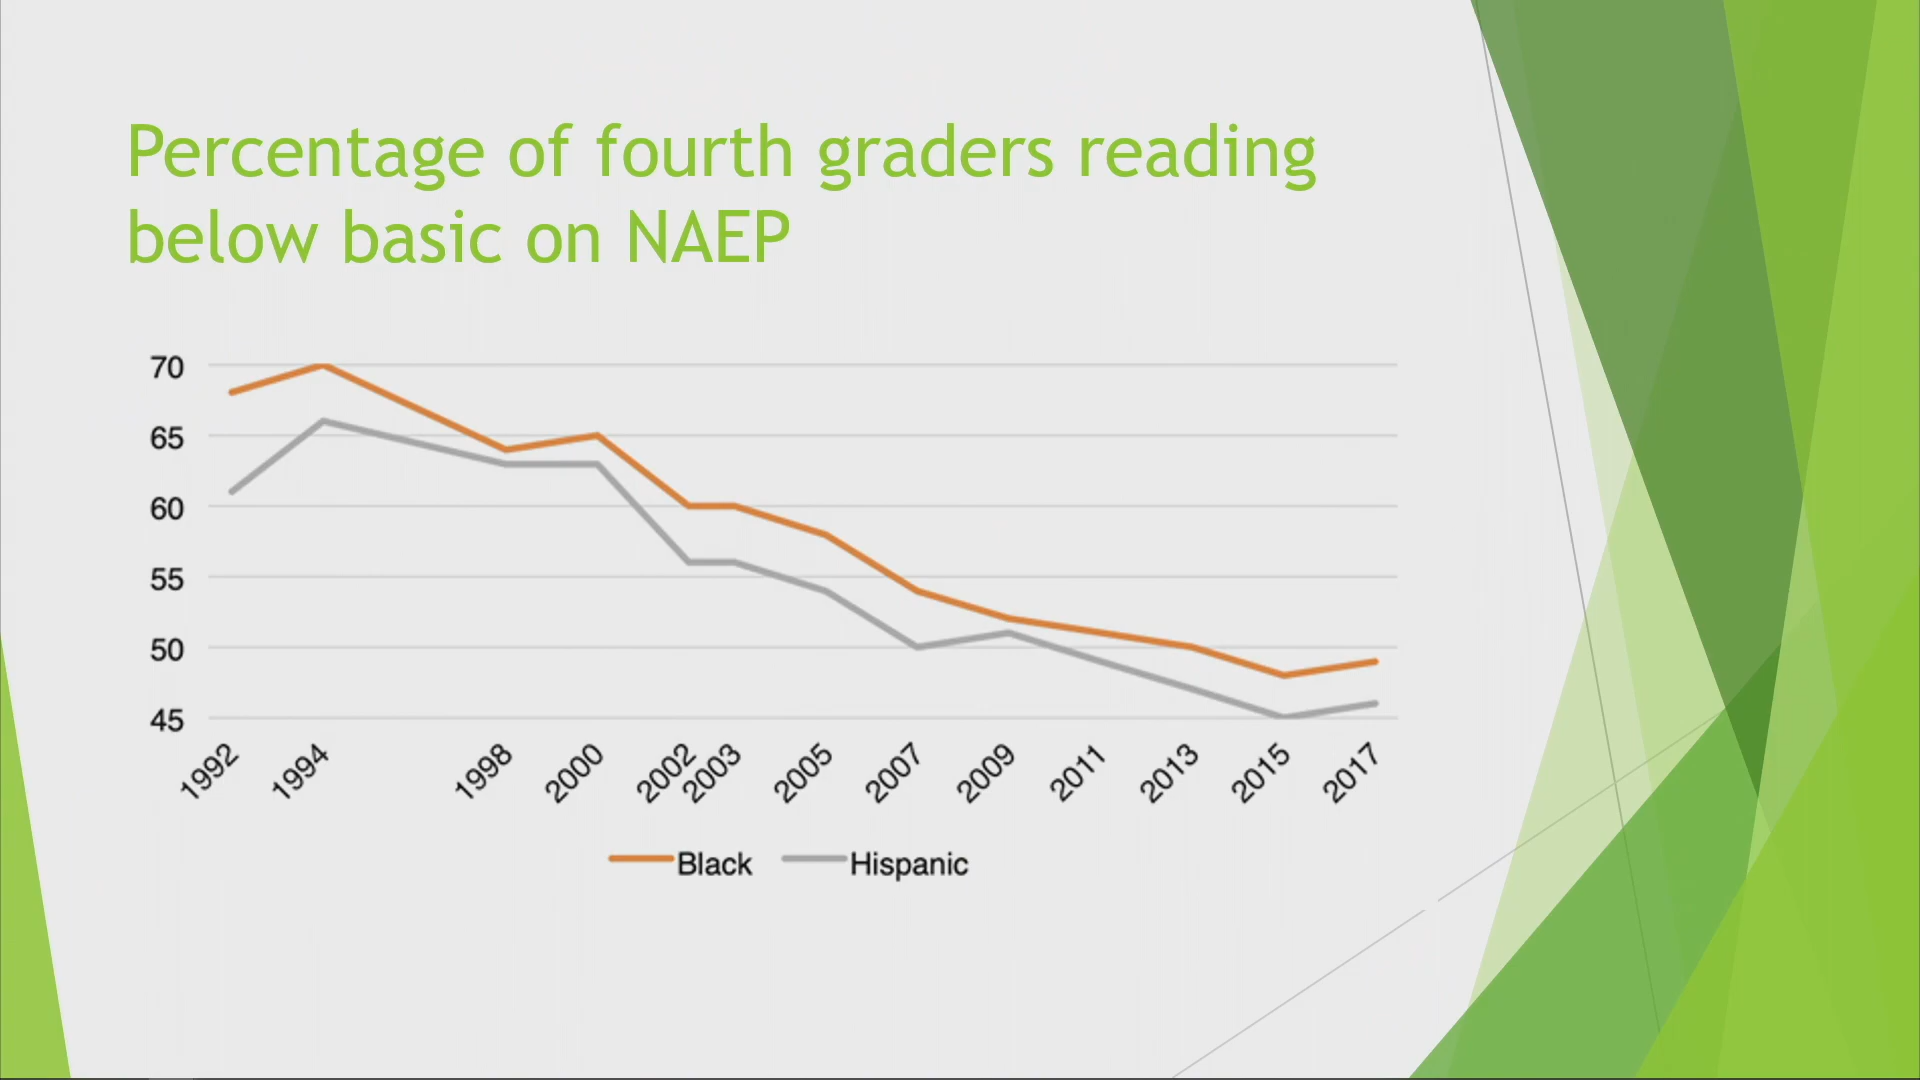 Percentage of fourth graders reading
below basic on NAEP
70
65
60
55
50
45
1992 1994 1998 2000 2002 2003 2005 2007 2009 2011 2013 2015 2017
Black Hispanic